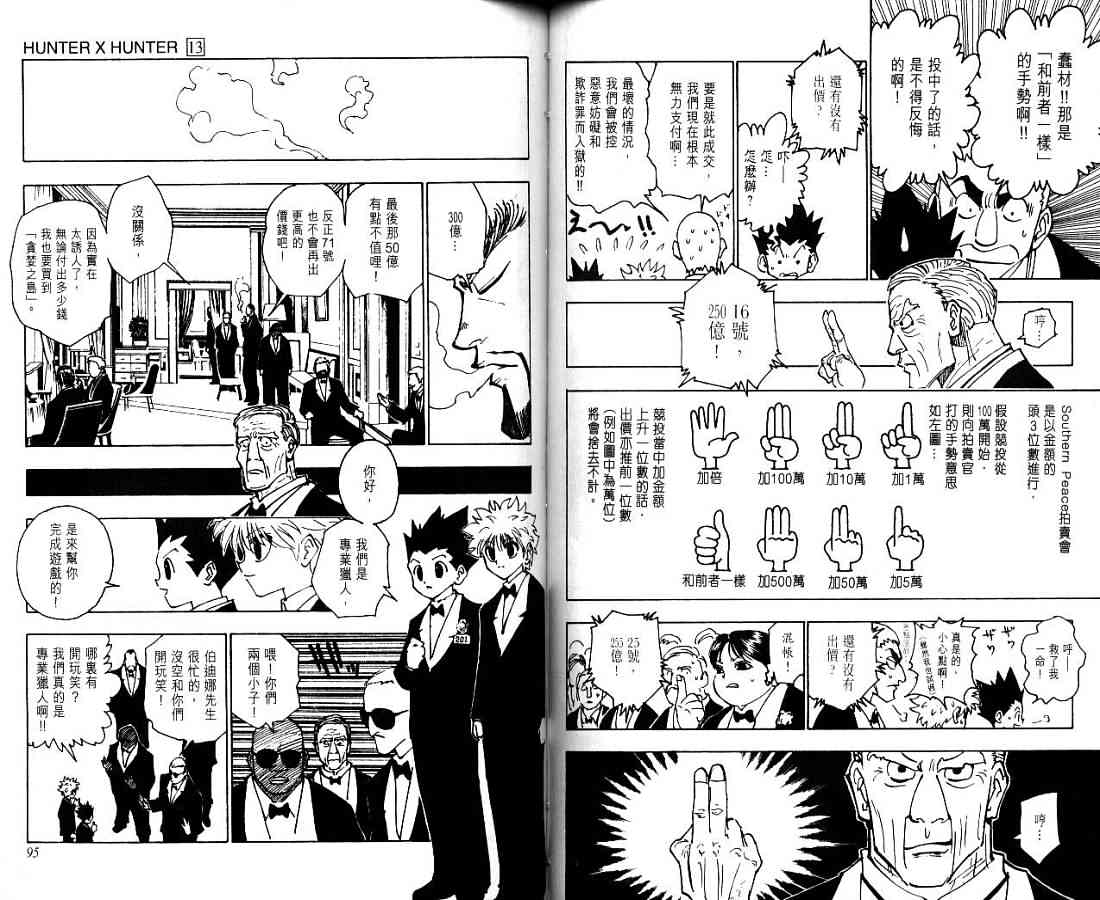 蠢材!!那是
「和前者一樣」
的手勢啊!!
投中了的話，
是不得反悔
的啊！
還有沒有
出價？
咋…
怎…
怎麼辦？
要是就此成交，
我們現在根本
無力支付啊…
最壞的情況，
我們會被控
惡意妨礙和
欺詐罪而入獄的!!
哼…
16號，
250億！
Southern Peace拍賣會
是以金額的
頭3位數進行．
假設競投從
100萬開始．
則向拍賣官
打的手勢意思
如左圖…
加1萬
加10萬
加100萬
加倍
加5萬
加50萬
加500萬
和前者一樣
競投當中加金額
上升一位數的話．
出價亦推前一位數
(例如圖中為萬位)
將會捨去不計。
呼—
救了我
一命！
真是的、
小心點啊！
還有沒有
出價？
混帳！
25號，
255億！
哼…
HUNTER X HUNTER 13
300億…
最後那50億
有點不值哩！
反正71號
也不會再出
更高的
價錢吧！
沒關係，
因為實在
太誘人了，
無論付出多少錢
我也要買到
「貪婪之島」。
你好，
我們是
專業獵人，
是來幫你
完成遊戲的！
201
喂！你們
兩個小子！
伯迪娜先生
很忙的，
沒空和你們
開玩笑！
哪裏有
開玩笑？
我們真的是
專業獵人啊!!
95